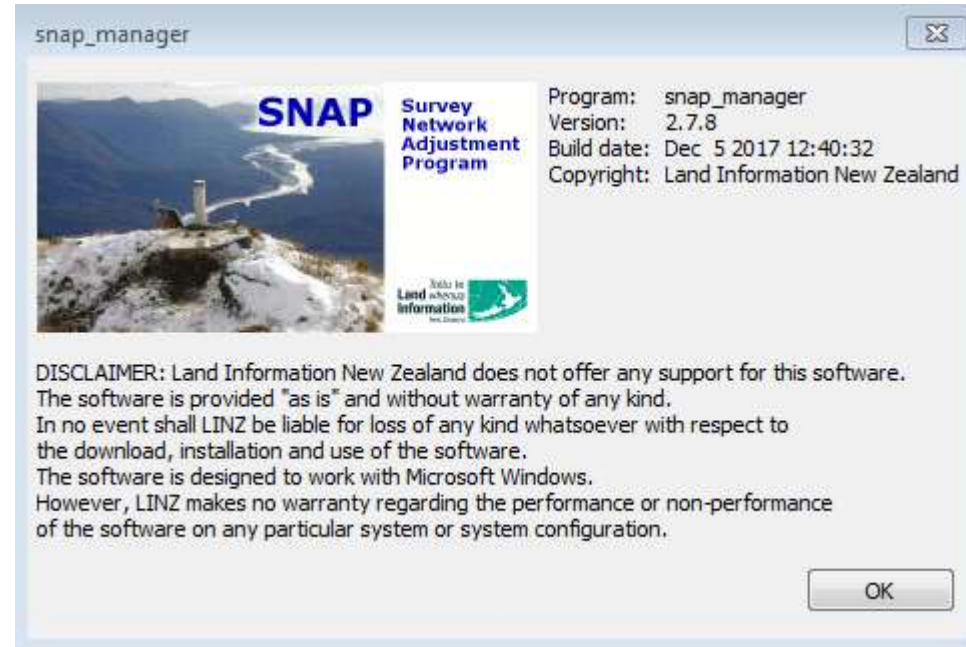 snap_manager
SNAP
Survey
Network
Adjustment
Program
Program: snap_manager
Version: 2.7.8
Build date: Dec 5 2017 12:40:32
Copyright: Land Information New Zealand
Toitū te
Land whenua
Information
New Zealand
DISCLAIMER: Land Information New Zealand does not offer any support for this software.
The software is provided "as is" and without warranty of any kind.
In no event shall LINZ be liable for loss of any kind whatsoever with respect to
the download, installation and use of the software.
The software is designed to work with Microsoft Windows.
However, LINZ makes no warranty regarding the performance or non-performance
of the software on any particular system or system configuration.
OK